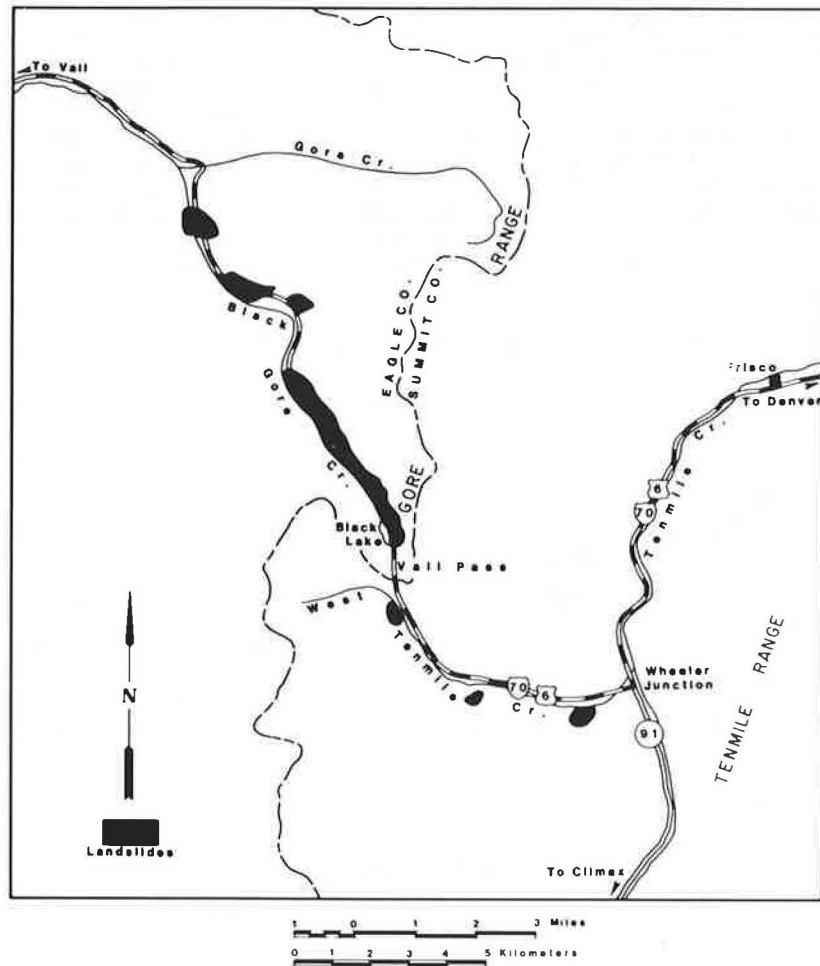 To Vail
Gore Cr.
GORE RANGE
EAGLE CO.
SUMMIT CO.
Black Gore Cr.
Frisco
To Denver
6
70
Tenmile Cr.
Black
Lake
Vail Pass
West Tenmile Cr.
70 6
Wheeler
Junction
91
TENMILE RANGE
N
Landslides
To Climax
1 0 1 2 3 Miles
0 1 2 3 4 5 Kilometers